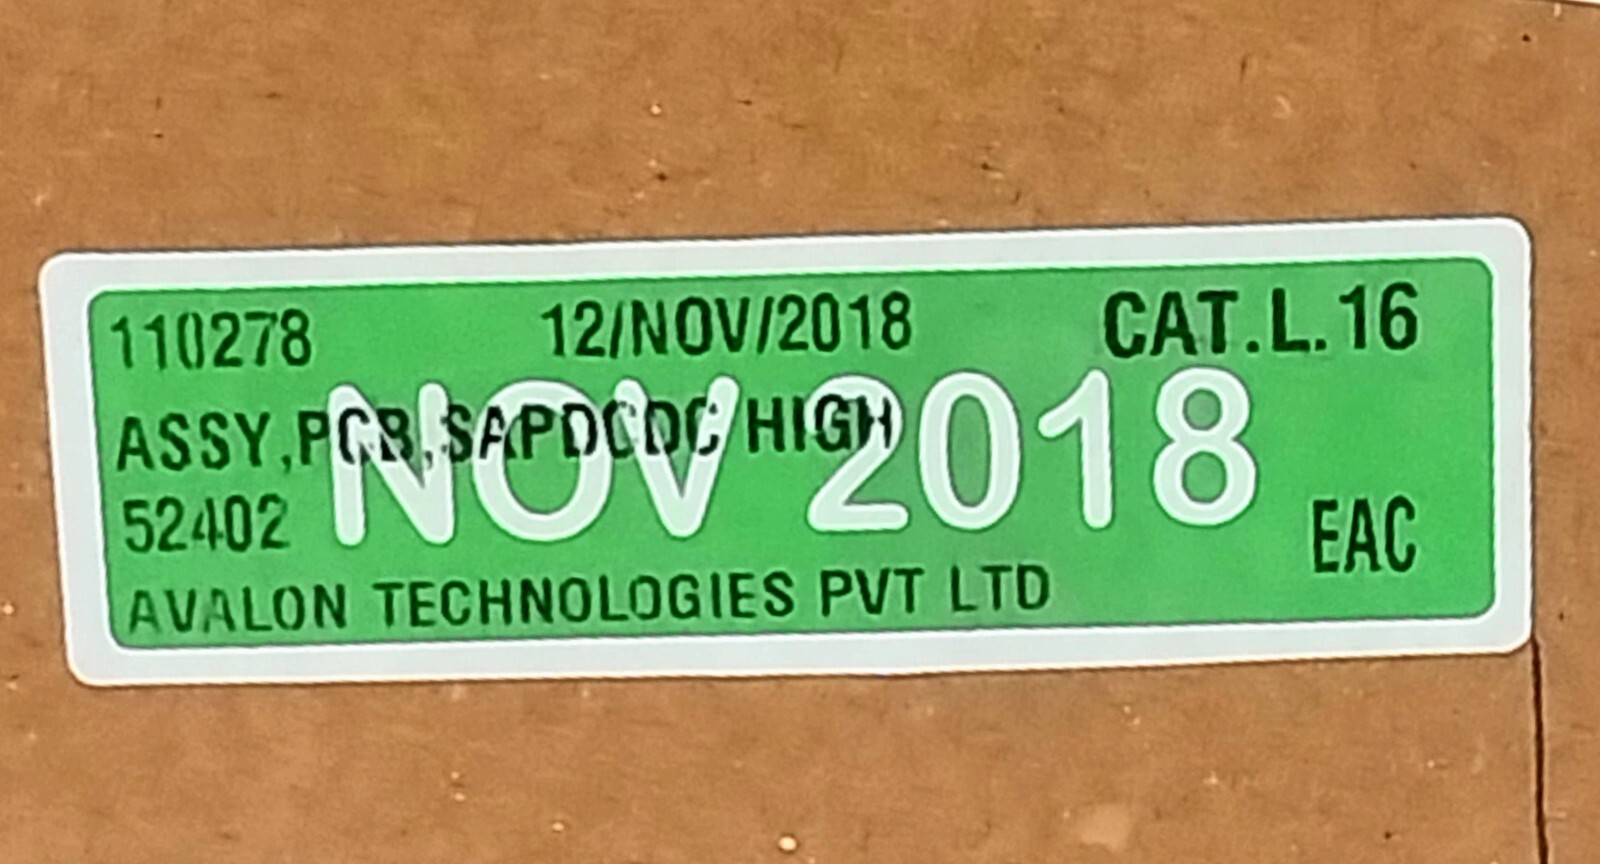 110278 12/NOV/2018 CAT.L.16
ASSY,PCB,SAPDCDC HIGH
NOV 2018
52402 EAC
AVALON TECHNOLOGIES PVT LTD